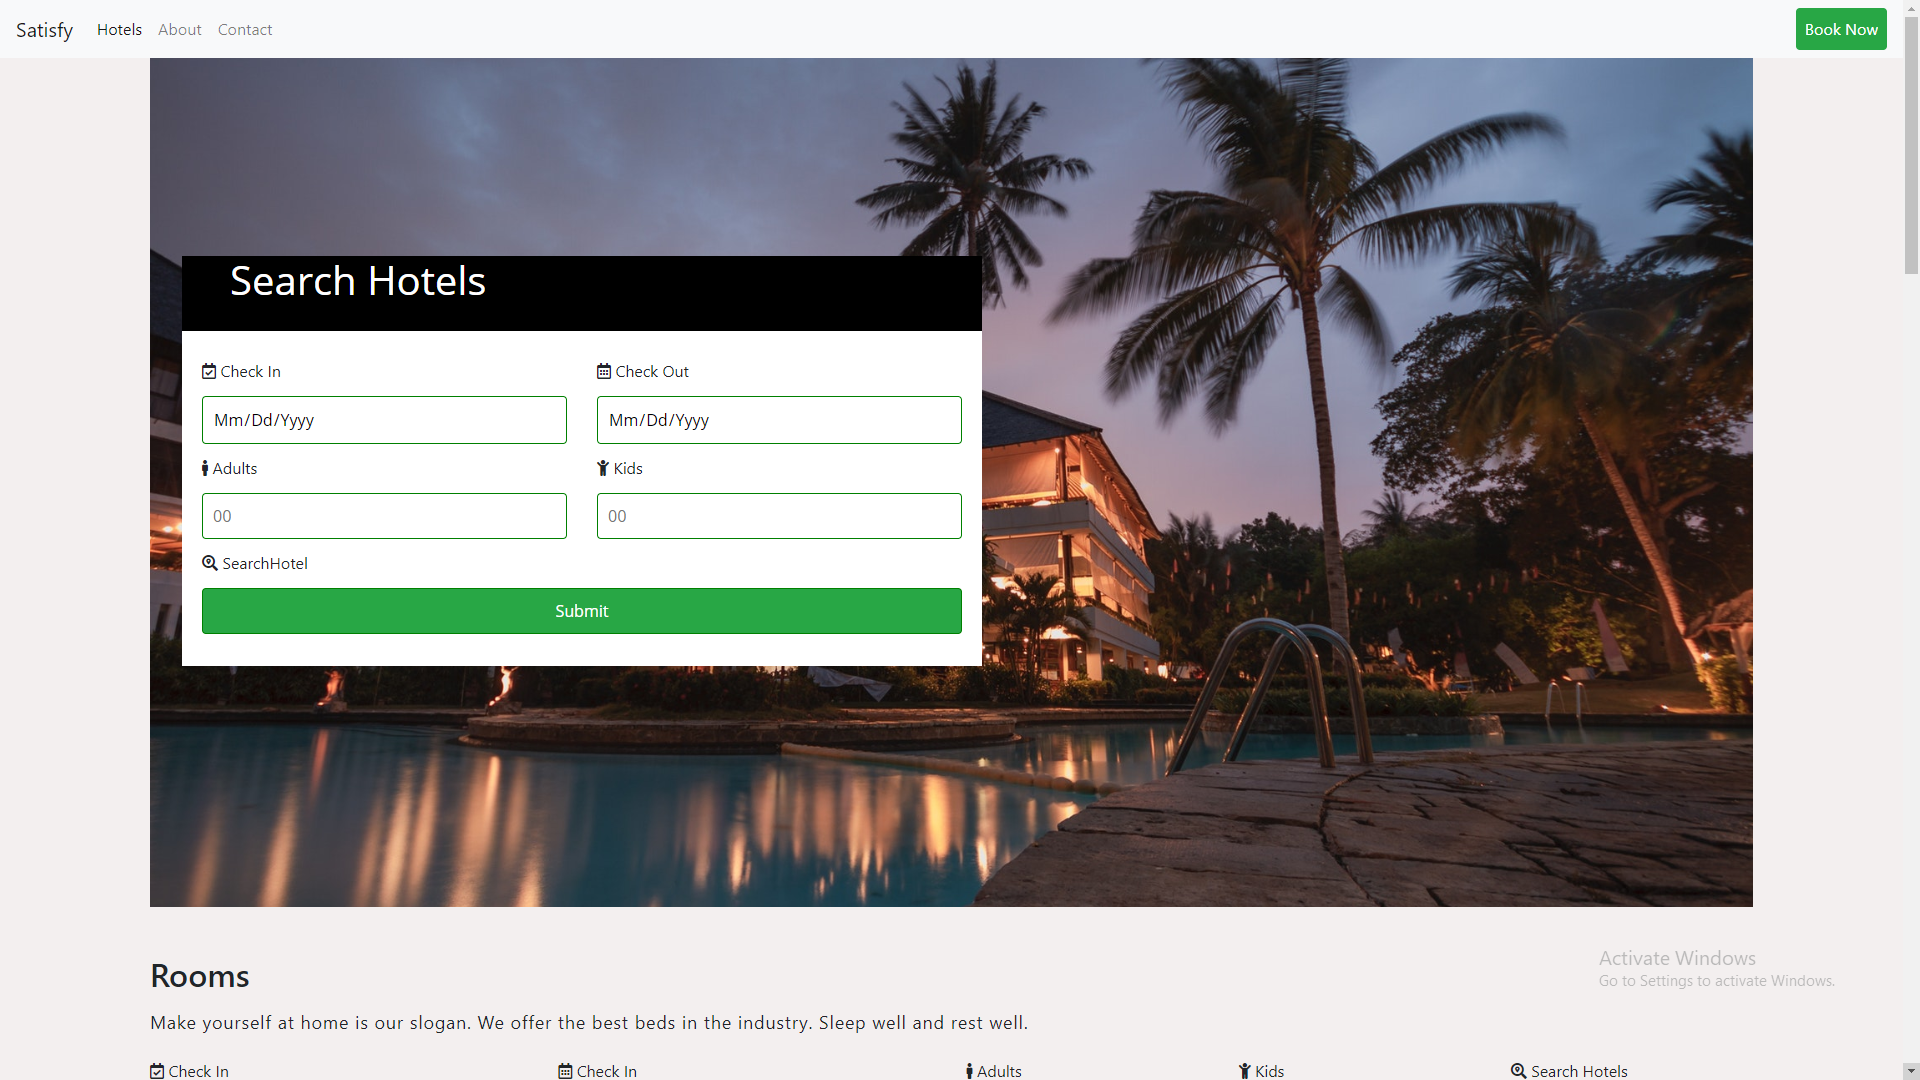 Satisfy Hotels About Contact Book Now
Search Hotels
Check In Check Out
Mm/Dd/Yyyy Mm/Dd/Yyyy
Adults Kids
00 00
SearchHotel
Submit
Rooms
Activate Windows
Go to Settings to activate Windows.
Make yourself at home is our slogan. We offer the best beds in the industry. Sleep well and rest well.
Check In Check In Adults Kids Search Hotels